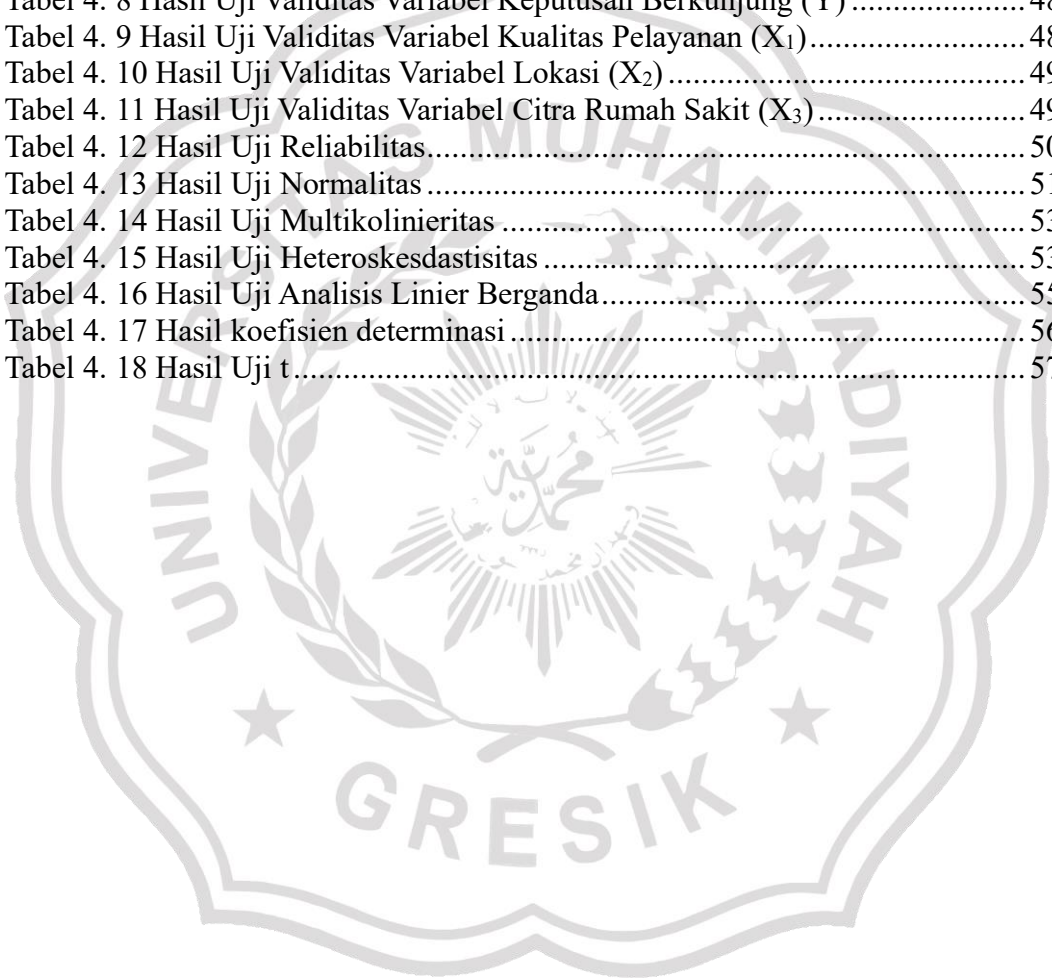 Tabel 4. 8 Hasil Uji Validitas Variabel Keputusan Berkunjung (Y) .......................... 48
Tabel 4. 9 Hasil Uji Validitas Variabel Kualitas Pelayanan (X₁) .......................... 48
Tabel 4. 10 Hasil Uji Validitas Variabel Lokasi (X₂) .......................... 49
Tabel 4. 11 Hasil Uji Validitas Variabel Citra Rumah Sakit (X₃) .......................... 49
Tabel 4. 12 Hasil Uji Reliabilitas .......................... 50
Tabel 4. 13 Hasil Uji Normalitas .......................... 51
Tabel 4. 14 Hasil Uji Multikolinieritas .......................... 53
Tabel 4. 15 Hasil Uji Heteroskesdastisitas .......................... 53
Tabel 4. 16 Hasil Uji Analisis Linier Berganda .......................... 55
Tabel 4. 17 Hasil koefisien determinasi .......................... 56
Tabel 4. 18 Hasil Uji t .......................... 57
UNIVERSITAS MUHAMMADIYAH
GRESIK